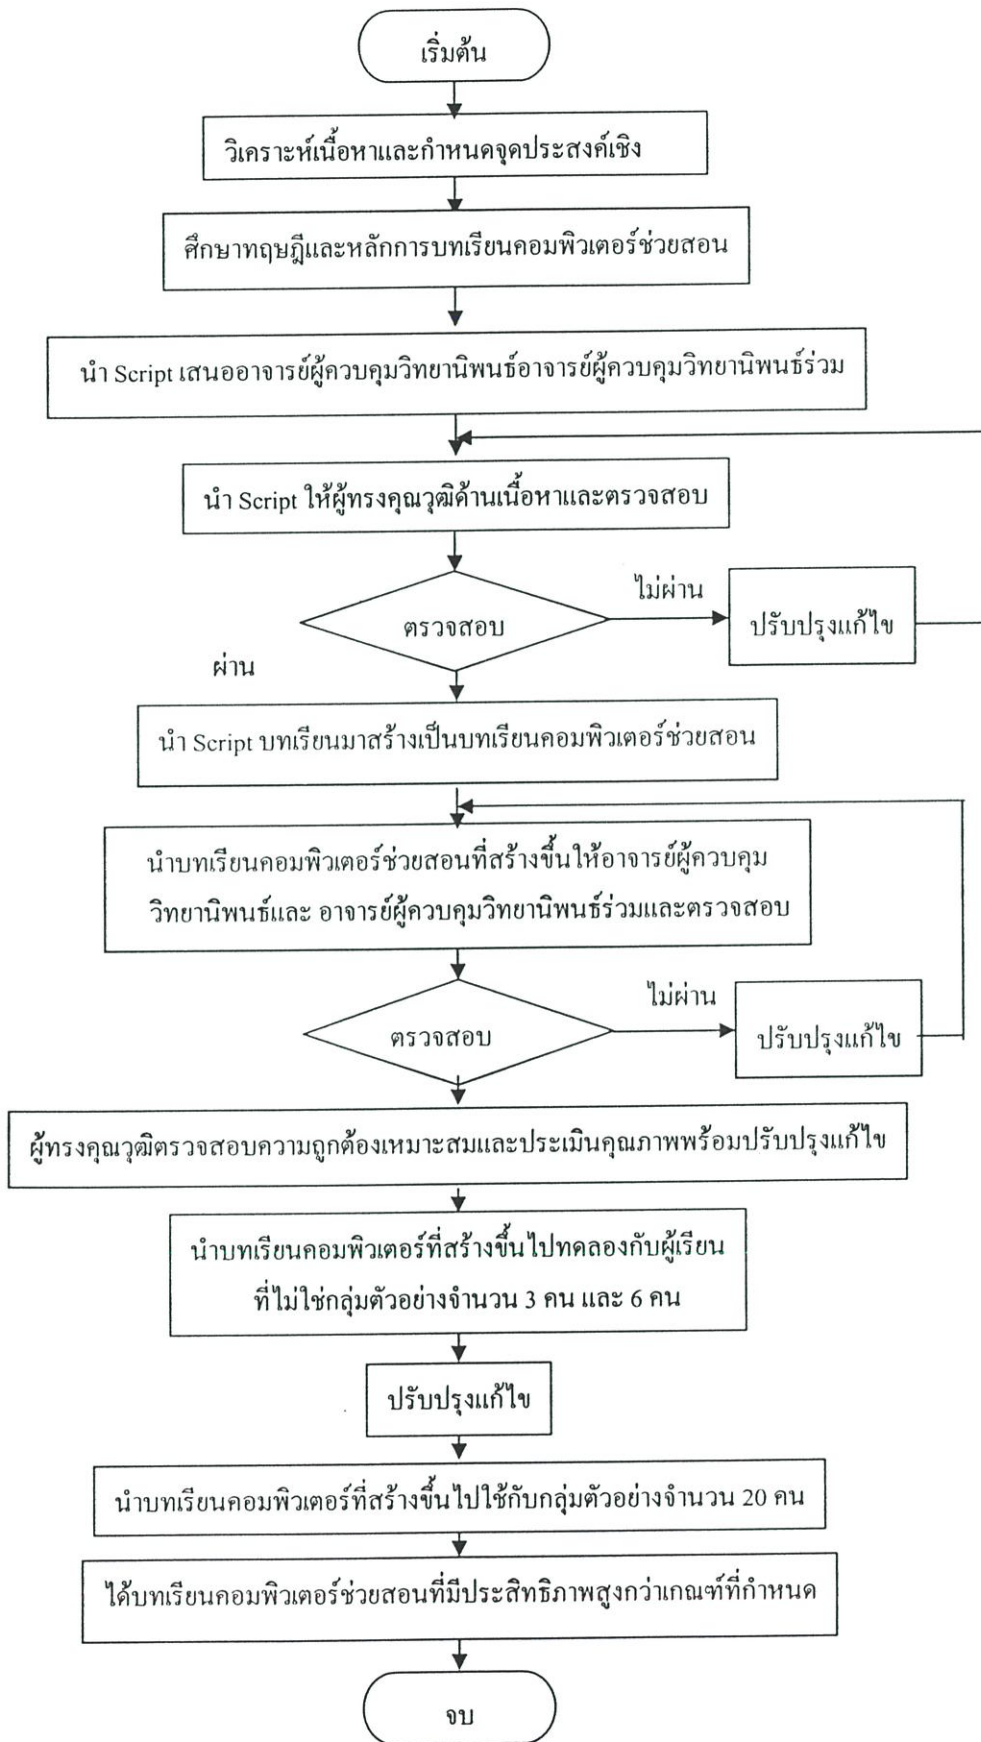 เริ่มต้น
วิเคราะห์เนื้อหาและกำหนดจุดประสงค์เชิง
ศึกษาทฤษฎีและหลักการบทเรียนคอมพิวเตอร์ช่วยสอน
นำ Script เสนออาจารย์ผู้ควบคุมวิทยานิพนธ์อาจารย์ผู้ควบคุมวิทยานิพนธ์ร่วม
นำ Script ให้ผู้ทรงคุณวุฒิด้านเนื้อหาและตรวจสอบ
ตรวจสอบ
ไม่ผ่าน
ปรับปรุงแก้ไข
ผ่าน
นำ Script บทเรียนมาสร้างเป็นบทเรียนคอมพิวเตอร์ช่วยสอน
นำบทเรียนคอมพิวเตอร์ช่วยสอนที่สร้างขึ้นให้อาจารย์ผู้ควบคุม
วิทยานิพนธ์และ อาจารย์ผู้ควบคุมวิทยานิพนธ์ร่วมและตรวจสอบ
ตรวจสอบ
ไม่ผ่าน
ปรับปรุงแก้ไข
ผู้ทรงคุณวุฒิตรวจสอบความถูกต้องเหมาะสมและประเมินคุณภาพพร้อมปรับปรุงแก้ไข
นำบทเรียนคอมพิวเตอร์ที่สร้างขึ้นไปทดลองกับผู้เรียน
ที่ไม่ใช่กลุ่มตัวอย่างจำนวน 3 คน และ 6 คน
ปรับปรุงแก้ไข
นำบทเรียนคอมพิวเตอร์ที่สร้างขึ้นไปใช้กับกลุ่มตัวอย่างจำนวน 20 คน
ได้บทเรียนคอมพิวเตอร์ช่วยสอนที่มีประสิทธิภาพสูงกว่าเกณฑ์ที่กำหนด
จบ